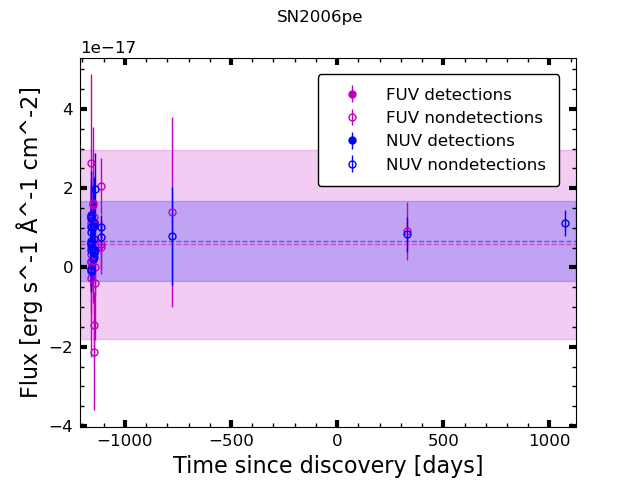 SN2006pe
1e−17
FUV detections
FUV nondetections
NUV detections
NUV nondetections
4
2
0
−2
−4
Flux [erg s^-1 Å^-1 cm^-2]
−1000
−500
0
500
1000
Time since discovery [days]